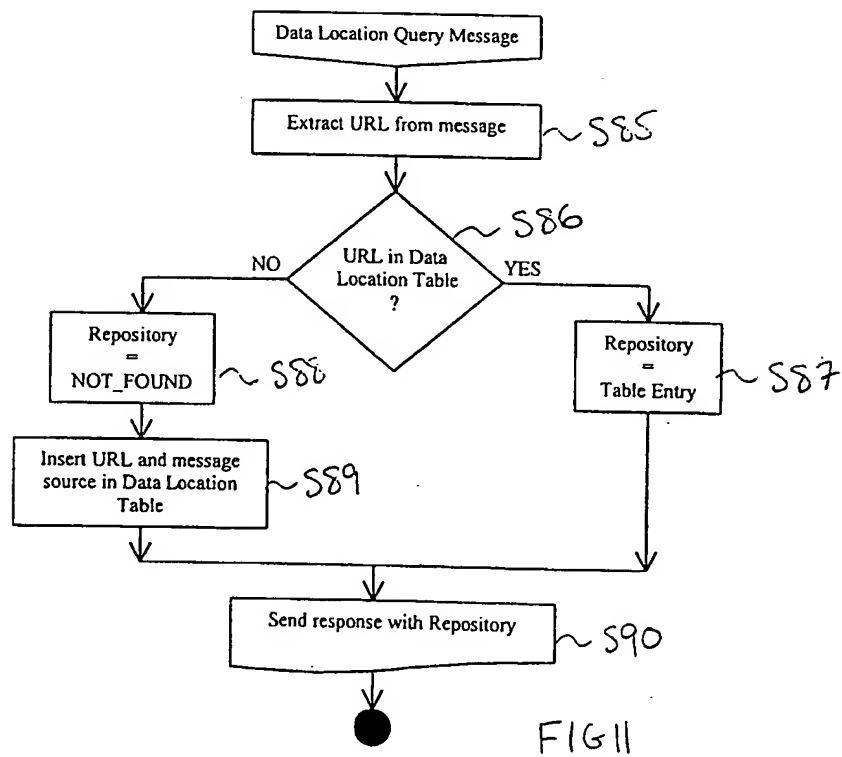 Data Location Query Message
Extract URL from message
S85
S86
URL in Data
Location Table
?
NO
YES
Repository
=
NOT_FOUND
S88
Repository
=
Table Entry
S87
Insert URL and message
source in Data Location
Table
S89
Send response with Repository
S90
FIG11